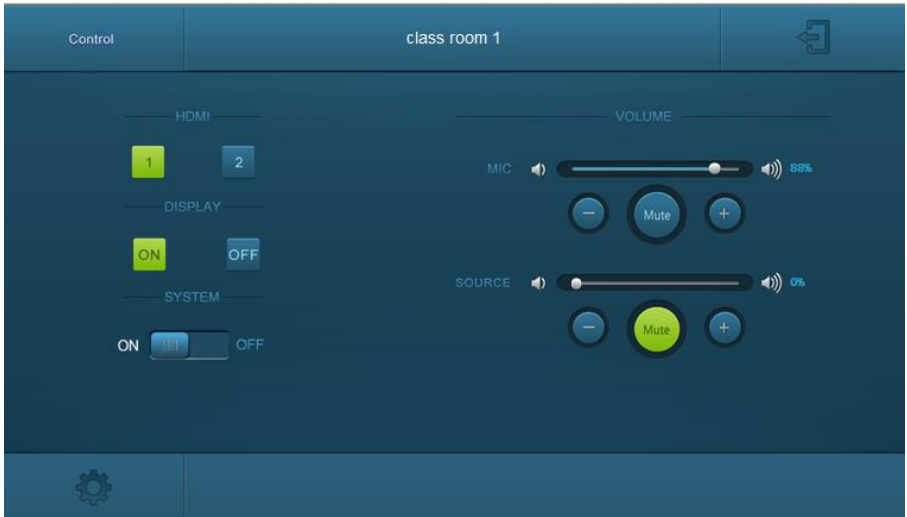 Control
class room 1
HDMI
1 2
DISPLAY
ON OFF
SYSTEM
ON OFF
VOLUME
MIC 88%
− Mute +
SOURCE 0%
− Mute +